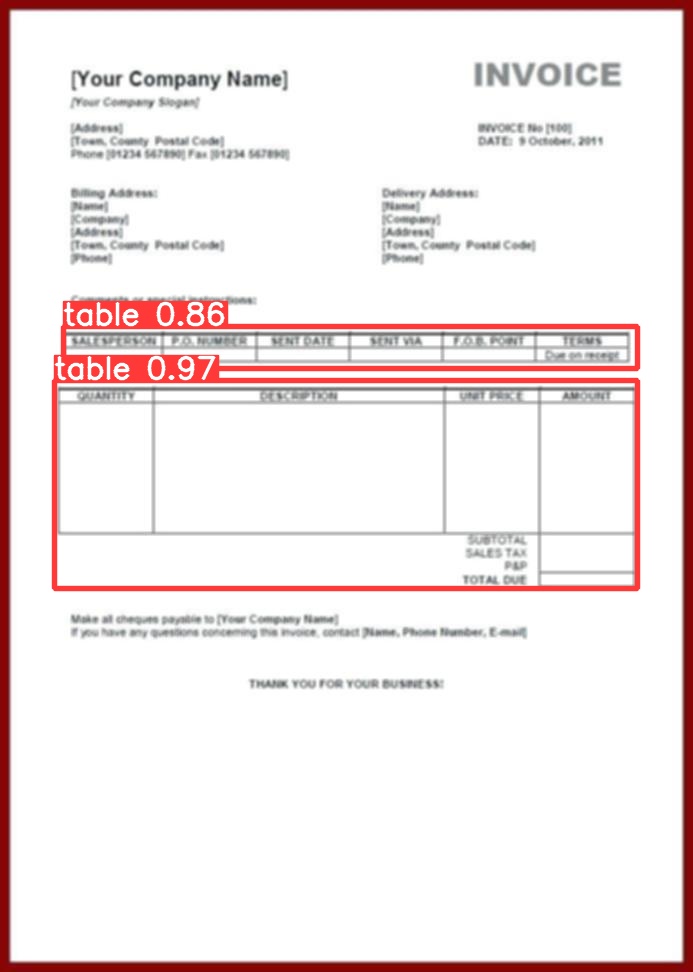 [Your Company Name]
INVOICE
[Your Company Slogan]
[Address]
[Town, County Postal Code]
Phone [01234 567890] Fax [01234 567890]
INVOICE No [100]
DATE: 9 October, 2011
Billing Address:
[Name]
[Company]
[Address]
[Town, County Postal Code]
[Phone]
Delivery Address:
[Name]
[Company]
[Address]
[Town, County Postal Code]
[Phone]
Comments or special instructions:
table 0.86
SALESPERSON P.O. NUMBER SENT DATE SENT VIA F.O.B. POINT TERMS
Due on receipt
table 0.97
QUANTITY DESCRIPTION UNIT PRICE AMOUNT
SUBTOTAL
SALES TAX
P&P
TOTAL DUE
Make all cheques payable to [Your Company Name]
If you have any questions concerning this invoice, contact [Name, Phone Number, E-mail]
THANK YOU FOR YOUR BUSINESS!